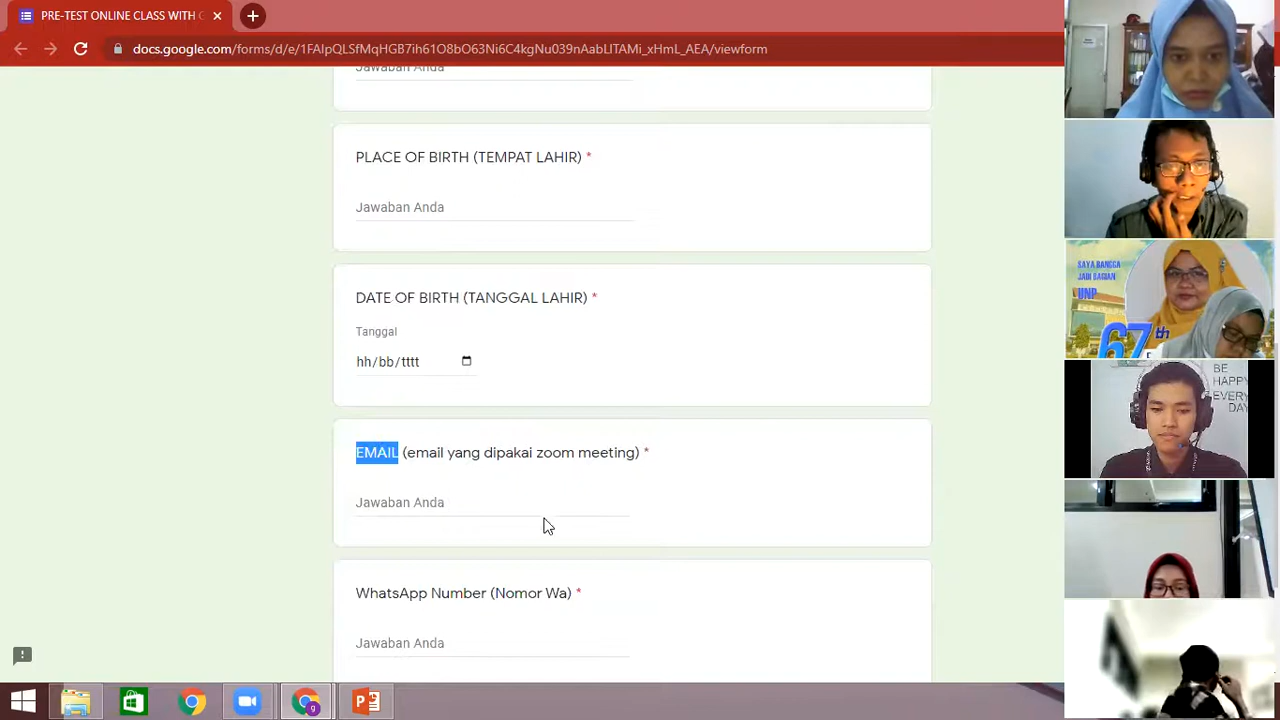 PRE-TEST ONLINE CLASS WITH
docs.google.com/forms/d/e/1FAIpQLSfMqHGB7ih61O8bO63Ni6C4kgNu039nAabLITAMi_xHmL_AEA/viewform
Jawaban Anda
PLACE OF BIRTH (TEMPAT LAHIR) *
Jawaban Anda
DATE OF BIRTH (TANGGAL LAHIR) *
Tanggal
hh/bb/tttt
EMAIL (email yang dipakai zoom meeting) *
Jawaban Anda
WhatsApp Number (Nomor Wa) *
Jawaban Anda
SAYA BANGGA
JADI BAGIAN
UNP
67th
BE
HAPPY
EVERY
DAY